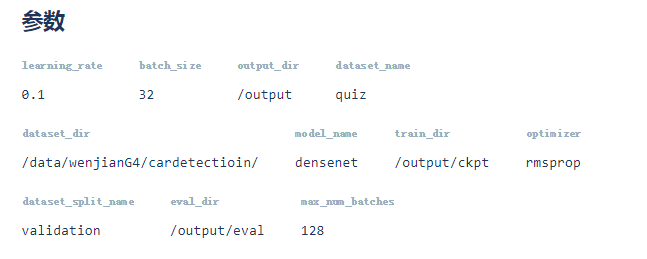 参数
learning_rate batch_size output_dir dataset_name
0.1 32 /output quiz
dataset_dir model_name train_dir optimizer
/data/wenjianG4/cardetectioin/ densenet /output/ckpt rmsprop
dataset_split_name eval_dir max_num_batches
validation /output/eval 128